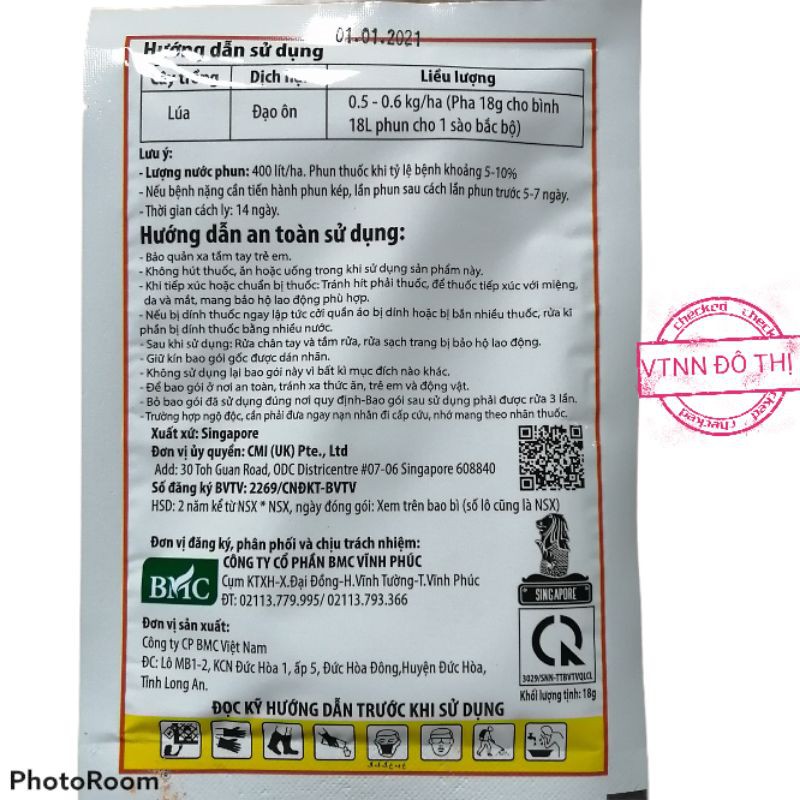 01.01.2021
Hướng dẫn sử dụng
Cây trồng Dịch hại Liều lượng
Lúa Đạo ôn 0.5 - 0.6 kg/ha (Pha 18g cho bình
18L phun cho 1 sào bắc bộ)
Lưu ý:
- Lượng nước phun: 400 lít/ha. Phun thuốc khi tỷ lệ bệnh khoảng 5-10%
- Nếu bệnh nặng cần tiến hành phun kép, lần phun sau cách lần phun trước 5-7 ngày.
- Thời gian cách ly: 14 ngày.
Hướng dẫn an toàn sử dụng:
- Bảo quản xa tầm tay trẻ em.
- Không hút thuốc, ăn hoặc uống trong khi sử dụng sản phẩm này.
- Khi tiếp xúc hoặc chuẩn bị thuốc: Tránh hít phải thuốc, để thuốc tiếp xúc với miệng,
da và mắt, mang bảo hộ lao động phù hợp.
- Nếu bị dính thuốc ngay lập tức cởi quần áo bị dính hoặc bị bắn nhiều thuốc, rửa kĩ
phần bị dính thuốc bằng nhiều nước.
- Sau khi sử dụng: Rửa chân tay và tắm rửa, rửa sạch trang bị bảo hộ lao động.
- Giữ kín bao gói gốc được dán nhãn.
- Không sử dụng lại bao gói này vì bất kì mục đích nào khác.
- Để bao gói ở nơi an toàn, tránh xa thức ăn, trẻ em và động vật.
- Bỏ bao gói đã sử dụng đúng nơi quy định-Bao gói sau sử dụng phải được rửa 3 lần.
- Trường hợp ngộ độc, cần phải đưa ngay nạn nhân đi cấp cứu, nhớ mang theo nhãn thuốc.
Xuất xứ: Singapore
Đơn vị ủy quyền: CMI (UK) Pte., Ltd
Add: 30 Toh Guan Road, ODC Districentre #07-06 Singapore 608840
Số đăng ký BVTV: 2269/CNĐKT-BVTV
HSD: 2 năm kể từ NSX * NSX, ngày đóng gói: Xem trên bao bì (số lô cũng là NSX)
Đơn vị đăng ký, phân phối và chịu trách nhiệm:
BMC
CÔNG TY CỔ PHẦN BMC VĨNH PHÚC
Cụm KTXH-X.Đại Đồng-H.Vĩnh Tường-T.Vĩnh Phúc
ĐT: 02113.779.995/ 02113.793.366
SINGAPORE
Đơn vị sản xuất:
Công ty CP BMC Việt Nam
ĐC: Lô MB1-2, KCN Đức Hòa 1, ấp 5, Đức Hòa Đông,Huyện Đức Hòa,
Tỉnh Long An.
3029/SNN-TTBVTVQLCL
Khối lượng tịnh: 18g
ĐỌC KỸ HƯỚNG DẪN TRƯỚC KHI SỬ DỤNG
checked checked
VTNN ĐÔ THỊ
checked checked
PhotoRoom